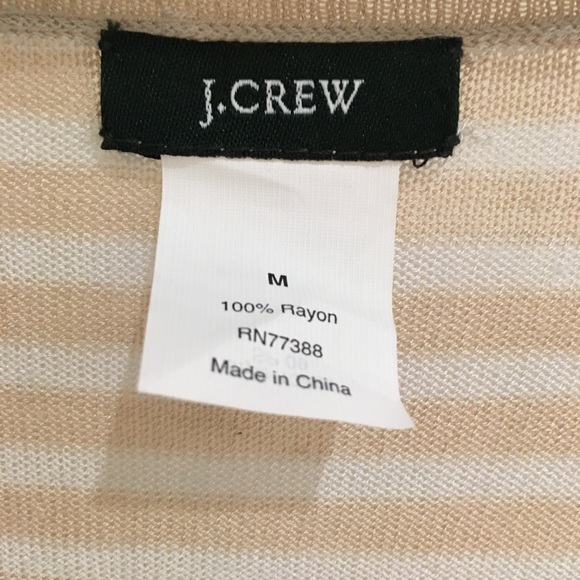 J.CREW
M
100% Rayon
RN77388
Made in China